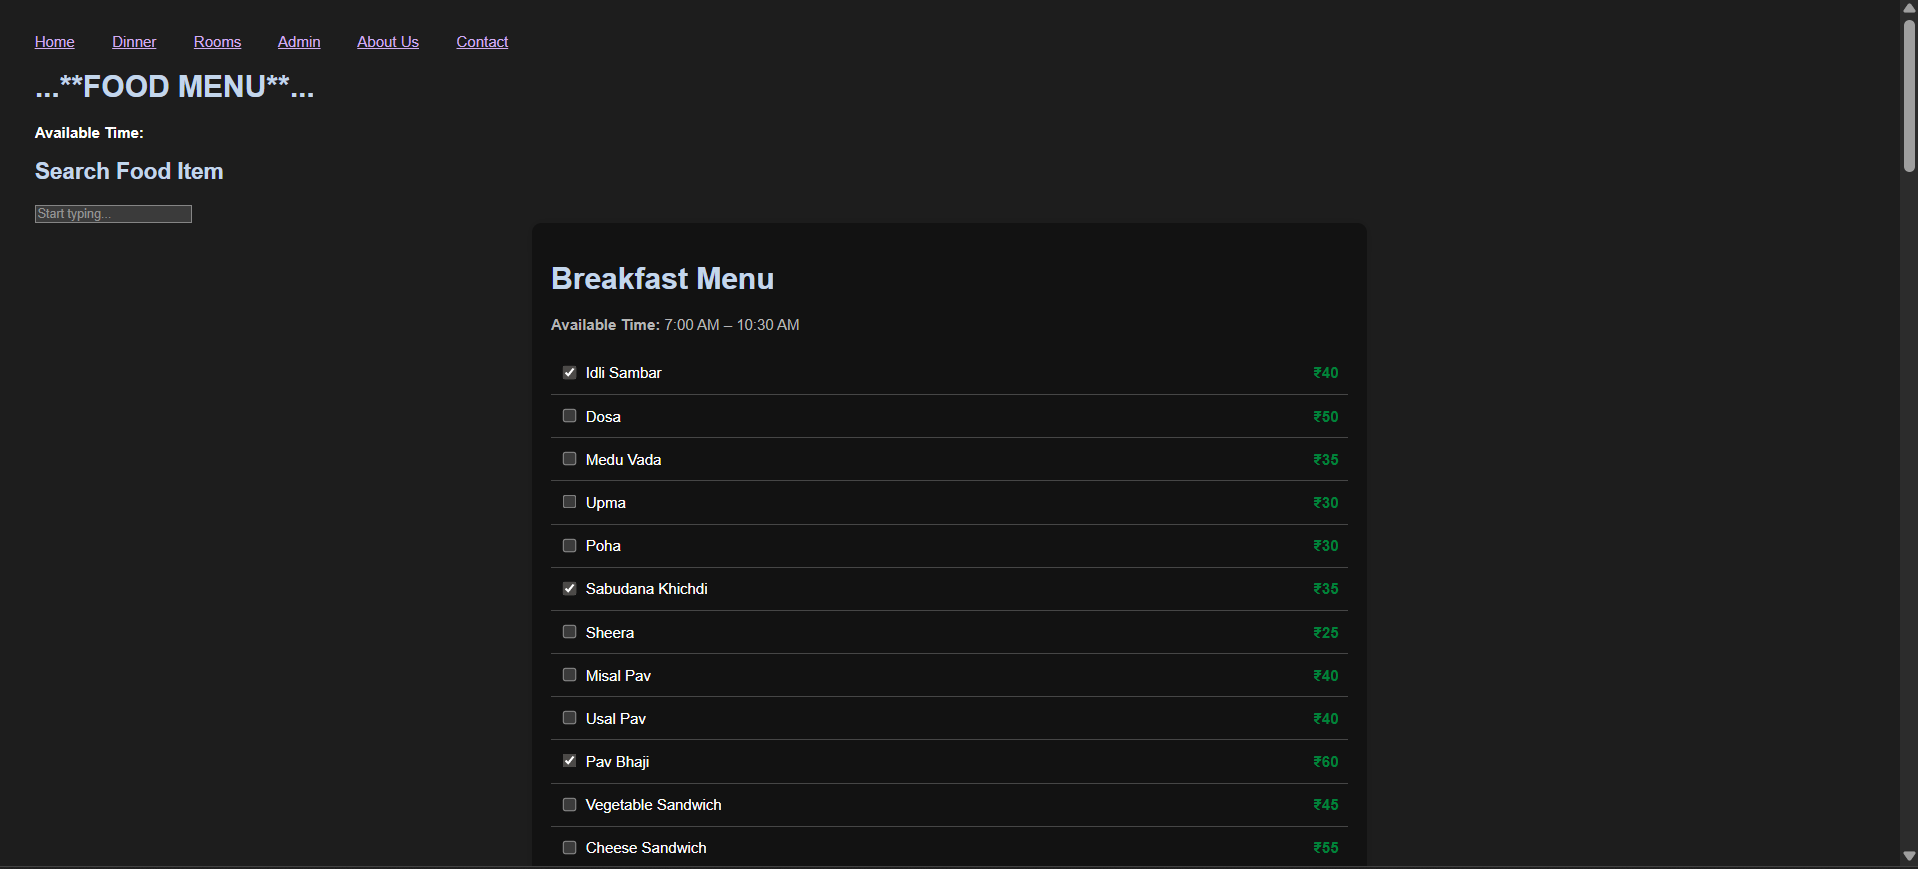 Home Dinner Rooms Admin About Us Contact
...**FOOD MENU**...
Available Time:
Search Food Item
Start typing...
Breakfast Menu
Available Time: 7:00 AM – 10:30 AM
Idli Sambar ₹40
Dosa ₹50
Medu Vada ₹35
Upma ₹30
Poha ₹30
Sabudana Khichdi ₹35
Sheera ₹25
Misal Pav ₹40
Usal Pav ₹40
Pav Bhaji ₹60
Vegetable Sandwich ₹45
Cheese Sandwich ₹55